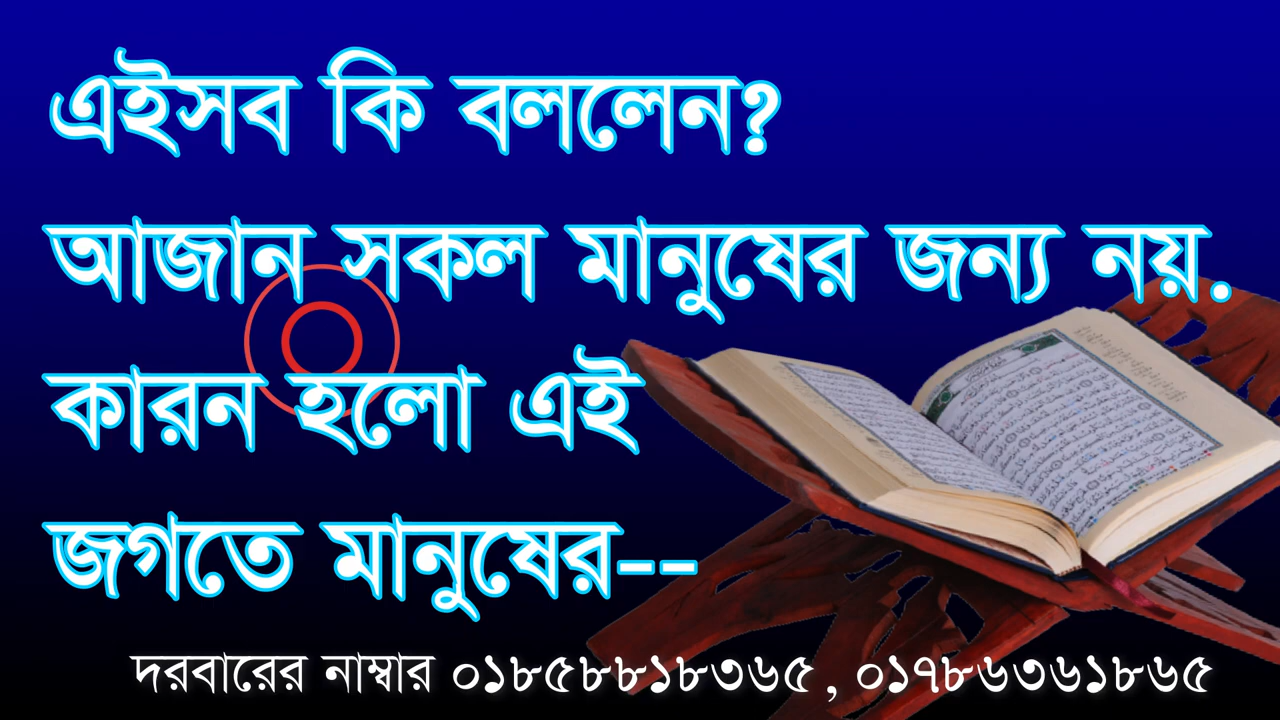 এইসব কি বললেন?
আজান সকল মানুষের জন্য নয়.
কারন হলো এই
জগতে মানুষের--
দরবারের নাম্বার ০১৮৫৮৮১৮৩৬৫, ০১৭৮৬৩৬১৮৬৫